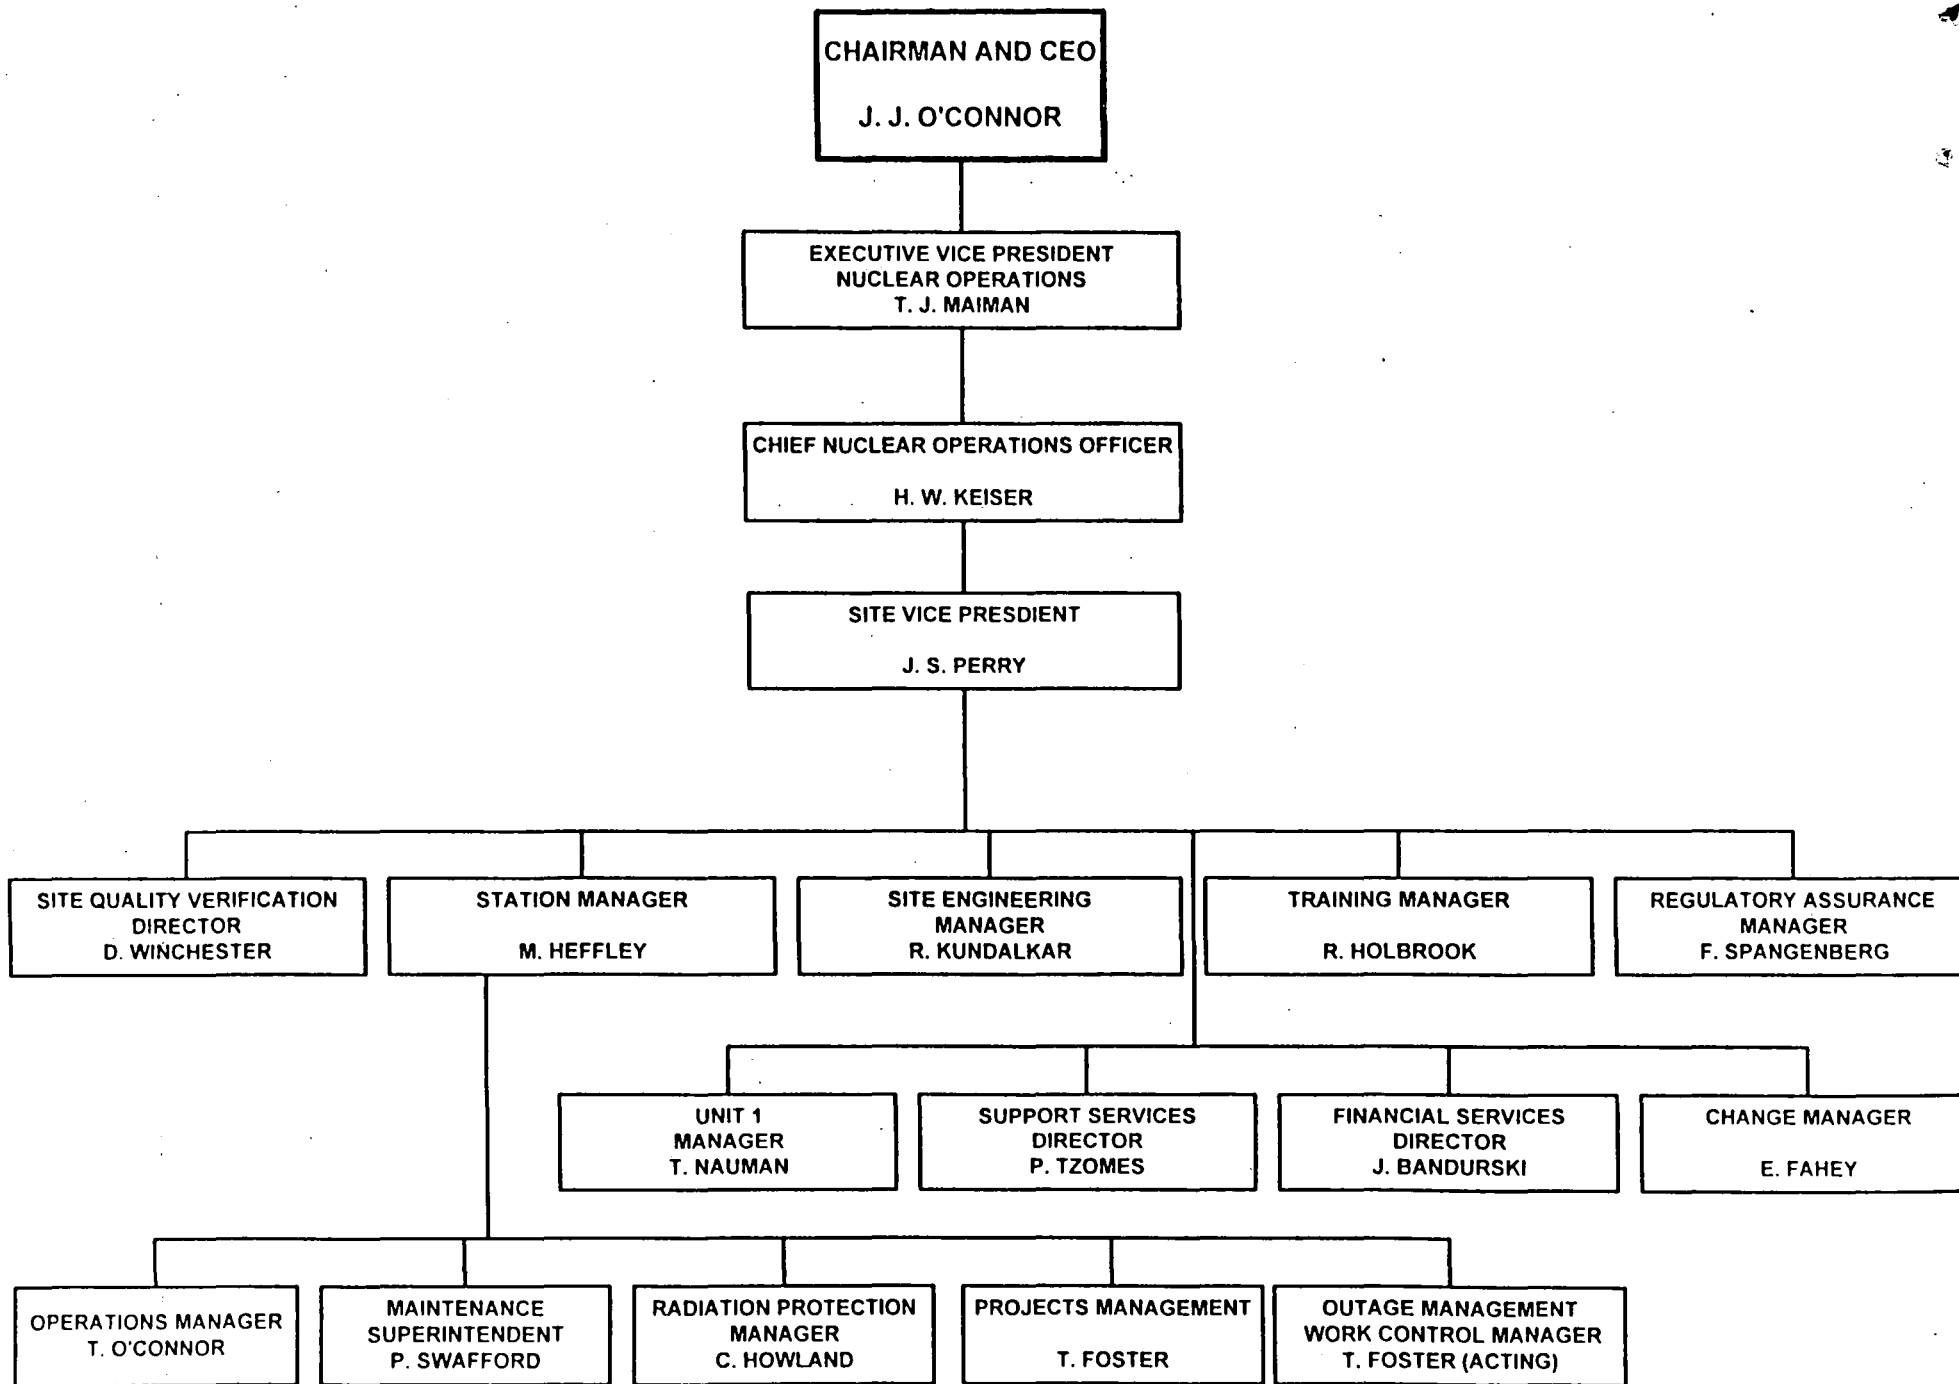 CHAIRMAN AND CEO
J. J. O'CONNOR
EXECUTIVE VICE PRESIDENT
NUCLEAR OPERATIONS
T. J. MAIMAN
CHIEF NUCLEAR OPERATIONS OFFICER
H. W. KEISER
SITE VICE PRESDIENT
J. S. PERRY
SITE QUALITY VERIFICATION
DIRECTOR
D. WINCHESTER
STATION MANAGER
M. HEFFLEY
SITE ENGINEERING
MANAGER
R. KUNDALKAR
TRAINING MANAGER
R. HOLBROOK
REGULATORY ASSURANCE
MANAGER
F. SPANGENBERG
UNIT 1
MANAGER
T. NAUMAN
SUPPORT SERVICES
DIRECTOR
P. TZOMES
FINANCIAL SERVICES
DIRECTOR
J. BANDURSKI
CHANGE MANAGER
E. FAHEY
OPERATIONS MANAGER
T. O'CONNOR
MAINTENANCE
SUPERINTENDENT
P. SWAFFORD
RADIATION PROTECTION
MANAGER
C. HOWLAND
PROJECTS MANAGEMENT
T. FOSTER
OUTAGE MANAGEMENT
WORK CONTROL MANAGER
T. FOSTER (ACTING)